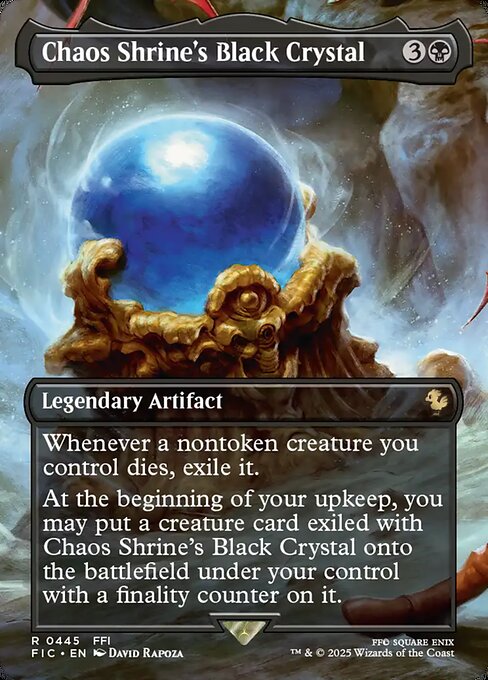 Chaos Shrine's Black Crystal 3
Legendary Artifact
Whenever a nontoken creature you
control dies, exile it.
At the beginning of your upkeep, you
may put a creature card exiled with
Chaos Shrine's Black Crystal onto
the battlefield under your control
with a finality counter on it.
R 0445 FFI
FIC • EN David Rapoza
FFC SQUARE ENIX
™ & © 2025 Wizards of the Coast